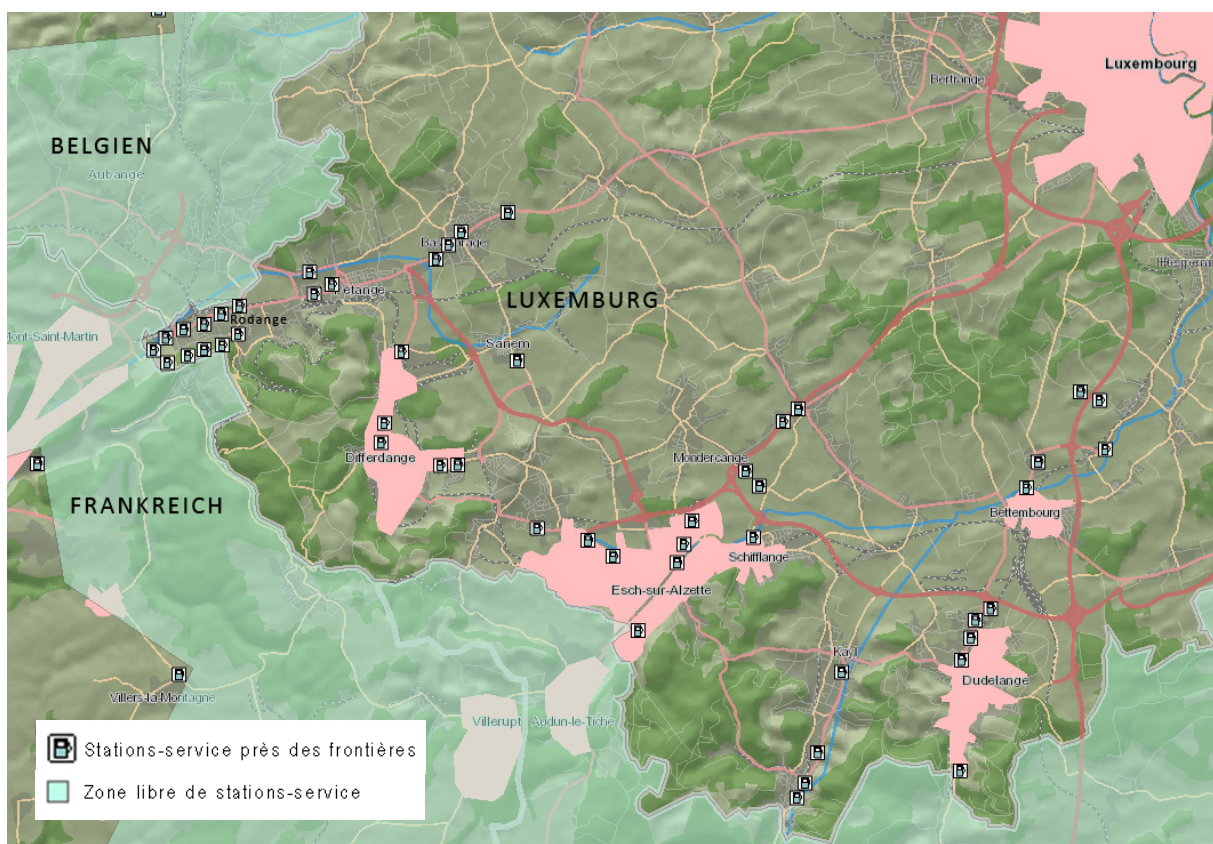 Luxembourg
Bertrange
BELGIEN
Aubange
LUXEMBURG
Rodange
Mont-Saint-Martin
Sanem
Differdange
Mondercange
FRANKREICH
Bettembourg
Schifflange
Esch-sur-Alzette
Kayl
Dudelange
Villers-la-Montagne
Villerupt
Audun-le-Tiche
Stations-service près des frontières
Zone libre de stations-service